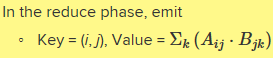 In the reduce phase, emit
◦ Key = (i, j), Value = Σₖ (Aᵢⱼ · Bⱼₖ)